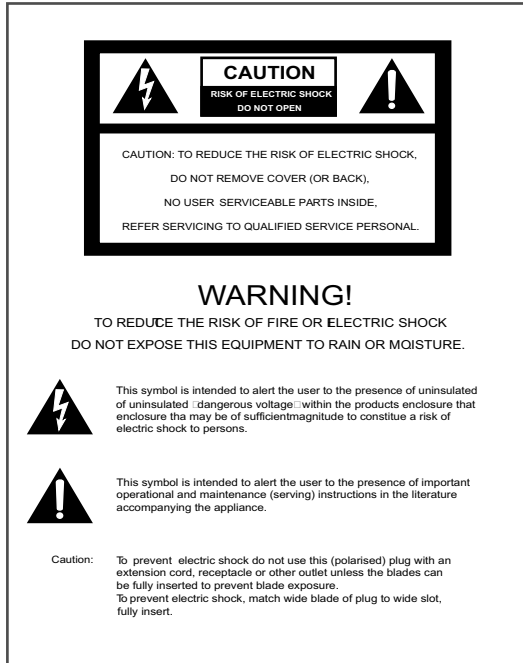 CAUTION
RISK OF ELECTRIC SHOCK
DO NOT OPEN
CAUTION: TO REDUCE THE RISK OF ELECTRIC SHOCK,
DO NOT REMOVE COVER (OR BACK),
NO USER SERVICEABLE PARTS INSIDE,
REFER SERVICING TO QUALIFIED SERVICE PERSONAL.
WARNING!
TO REDUCE THE RISK OF FIRE OR ELECTRIC SHOCK
DO NOT EXPOSE THIS EQUIPMENT TO RAIN OR MOISTURE.
This symbol is intended to alert the user to the presence of uninsulated
of uninsulated □dangerous voltage□ within the products enclosure that
enclosure tha may be of sufficientmagnitude to constitue a risk of
electric shock to persons.
This symbol is intended to alert the user to the presence of important
operational and maintenance (serving) instructions in the literature
accompanying the appliance.
Caution: To prevent electric shock do not use this (polarised) plug with an
extension cord, receptacle or other outlet unless the blades can
be fully inserted to prevent blade exposure.
To prevent electric shock, match wide blade of plug to wide slot,
fully insert.